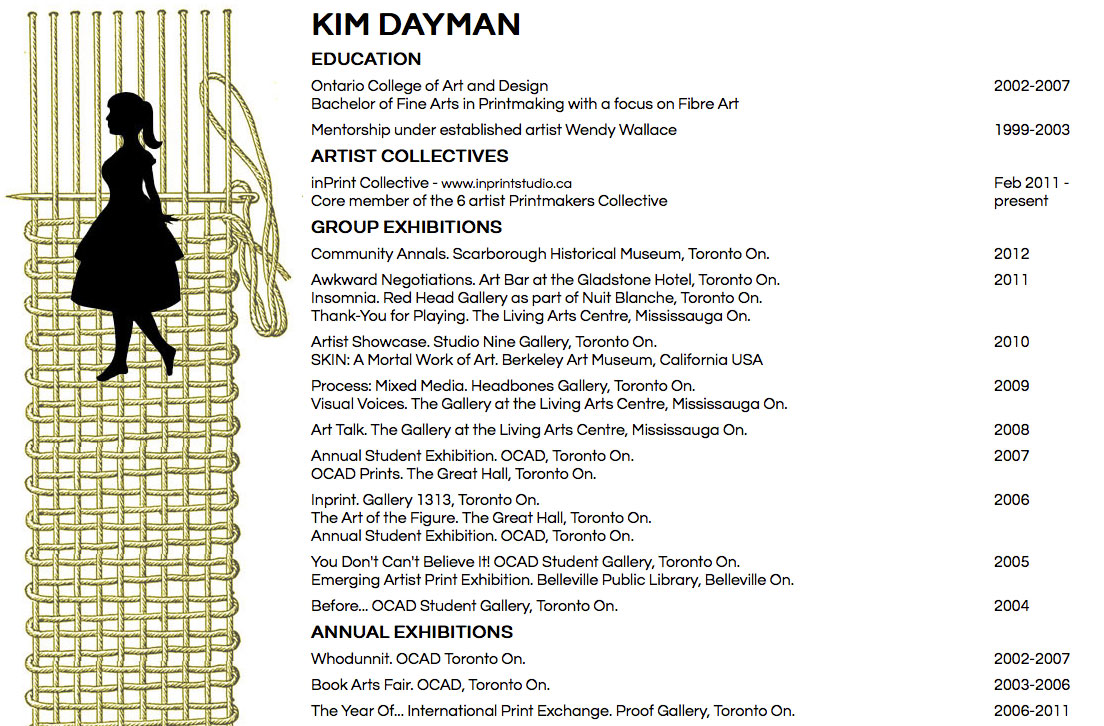 KIM DAYMAN
EDUCATION
Ontario College of Art and Design 2002-2007
Bachelor of Fine Arts in Printmaking with a focus on Fibre Art
Mentorship under established artist Wendy Wallace 1999-2003
ARTIST COLLECTIVES
inPrint Collective - www.inprintstudio.ca Feb 2011 -
Core member of the 6 artist Printmakers Collective present
GROUP EXHIBITIONS
Community Annals. Scarborough Historical Museum, Toronto On. 2012
Awkward Negotiations. Art Bar at the Gladstone Hotel, Toronto On. 2011
Insomnia. Red Head Gallery as part of Nuit Blanche, Toronto On.
Thank-You for Playing. The Living Arts Centre, Mississauga On.
Artist Showcase. Studio Nine Gallery, Toronto On. 2010
SKIN: A Mortal Work of Art. Berkeley Art Museum, California USA
Process: Mixed Media. Headbones Gallery, Toronto On. 2009
Visual Voices. The Gallery at the Living Arts Centre, Mississauga On.
Art Talk. The Gallery at the Living Arts Centre, Mississauga On. 2008
Annual Student Exhibition. OCAD, Toronto On. 2007
OCAD Prints. The Great Hall, Toronto On.
Inprint. Gallery 1313, Toronto On. 2006
The Art of the Figure. The Great Hall, Toronto On.
Annual Student Exhibition. OCAD, Toronto On.
You Don't Can't Believe It! OCAD Student Gallery, Toronto On. 2005
Emerging Artist Print Exhibition. Belleville Public Library, Belleville On.
Before... OCAD Student Gallery, Toronto On. 2004
ANNUAL EXHIBITIONS
Whodunnit. OCAD Toronto On. 2002-2007
Book Arts Fair. OCAD, Toronto On. 2003-2006
The Year Of... International Print Exchange. Proof Gallery, Toronto On. 2006-2011